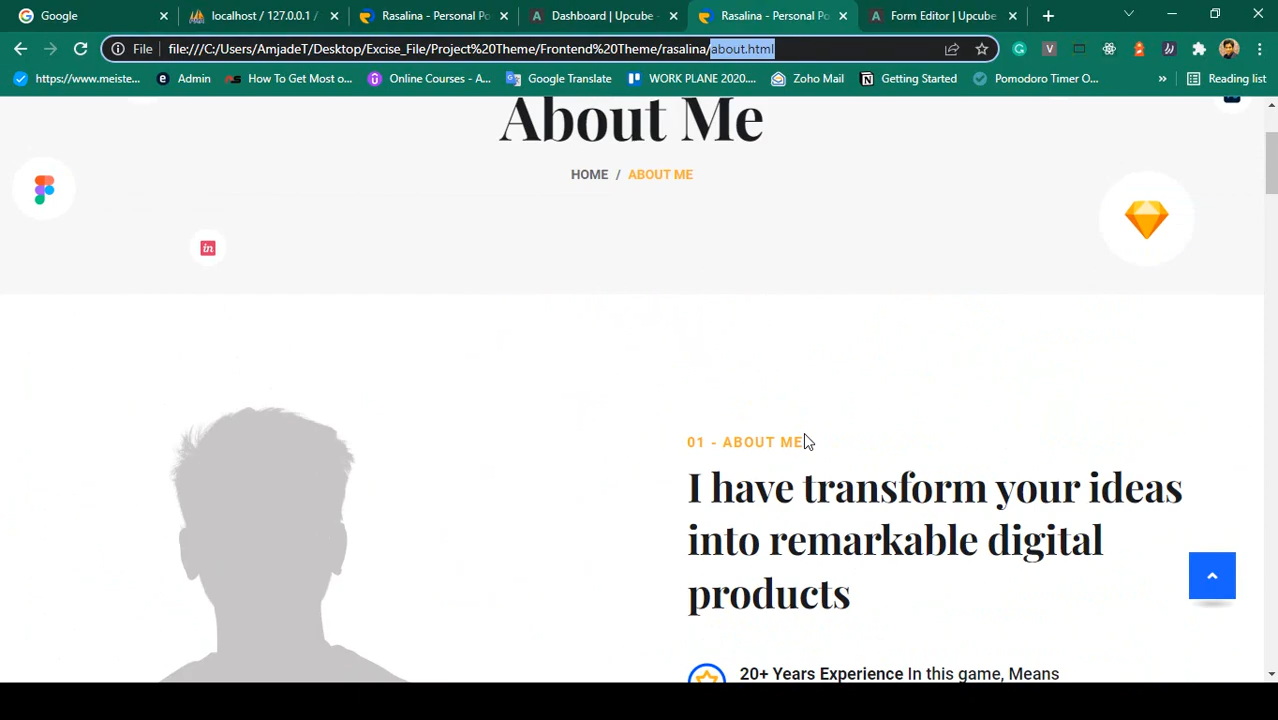 Google
localhost / 127.0.0.1 /
Rasalina - Personal Po
Dashboard | Upcube -
Rasalina - Personal Po
Form Editor | Upcube
File
file:///C:/Users/AmjadeT/Desktop/Excise_File/Project%20Theme/Frontend%20Theme/rasalina/about.html
https://www.meiste...
Admin
How To Get Most o...
Online Courses - A...
Google Translate
WORK PLANE 2020....
Zoho Mail
Getting Started
Pomodoro Timer O...
»
Reading list
About Me
HOME / ABOUT ME
in
01 - ABOUT ME
I have transform your ideas
into remarkable digital
products
20+ Years Experience In this game, Means